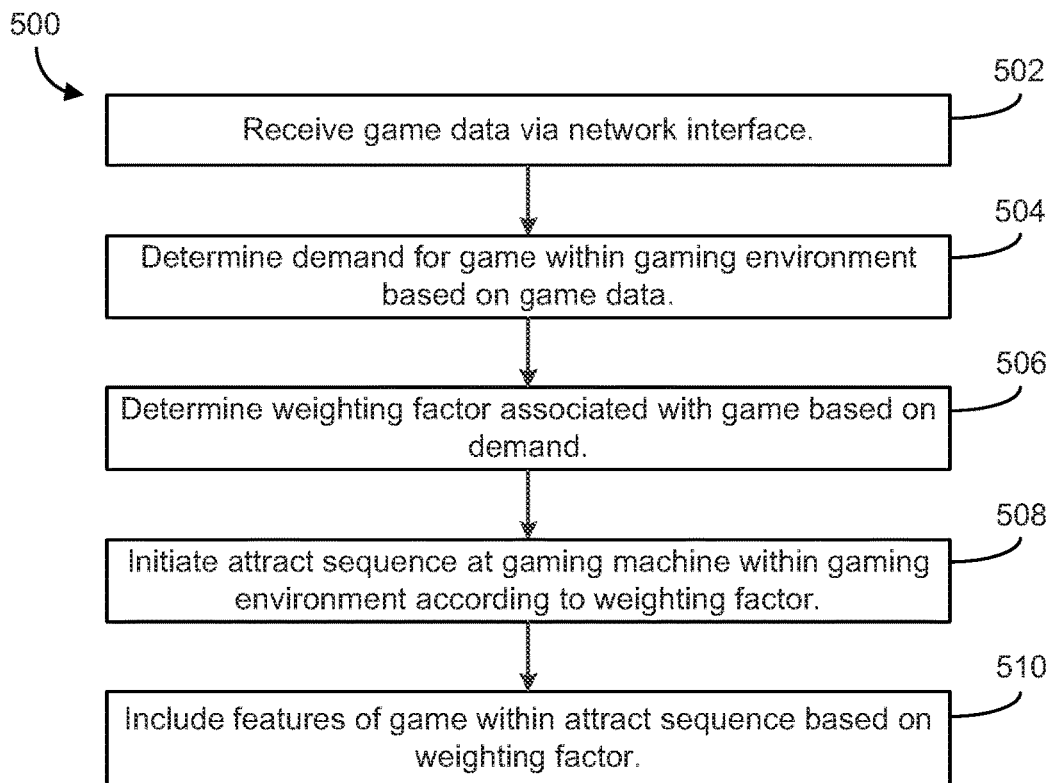 500
502
Receive game data via network interface.
504
Determine demand for game within gaming environment
based on game data.
506
Determine weighting factor associated with game based on
demand.
508
Initiate attract sequence at gaming machine within gaming
environment according to weighting factor.
510
Include features of game within attract sequence based on
weighting factor.